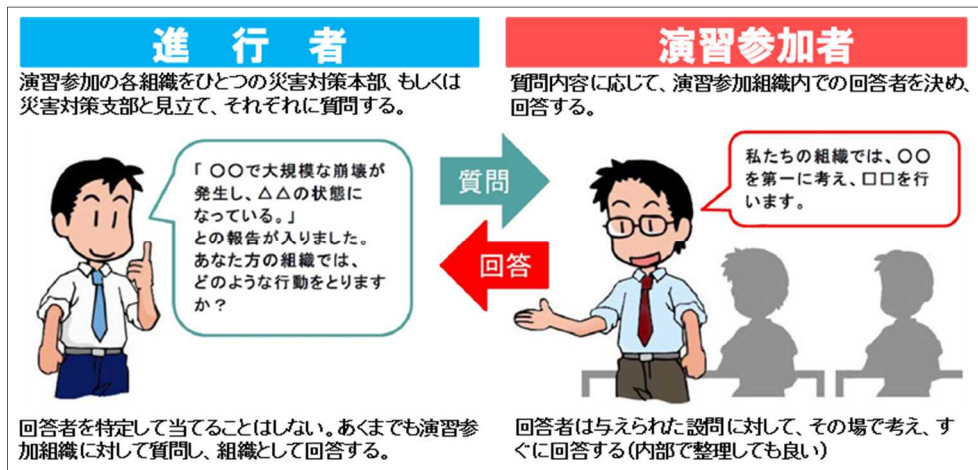 進行者
演習参加の各組織をひとつの災害対策本部、もしくは
災害対策支部と見立て、それぞれに質問する。
「 〇〇で大規模な崩壊が
発生し、△△の状態に
なっている。」
との報告が入りました。
あなた方の組織では、
どのような行動をとります
か？
回答者を特定して当てることはしない。あくまでも演習参
加組織に対して質問し、組織として回答する。
質問
回答
演習参加者
質問内容に応じて、演習参加組織内での回答者を決め、
回答する。
私たちの組織では、〇〇
を第一に考え、□□を行
います。
回答者は与えられた設問に対して、その場で考え、す
ぐに回答する（内部で整理しても良い）